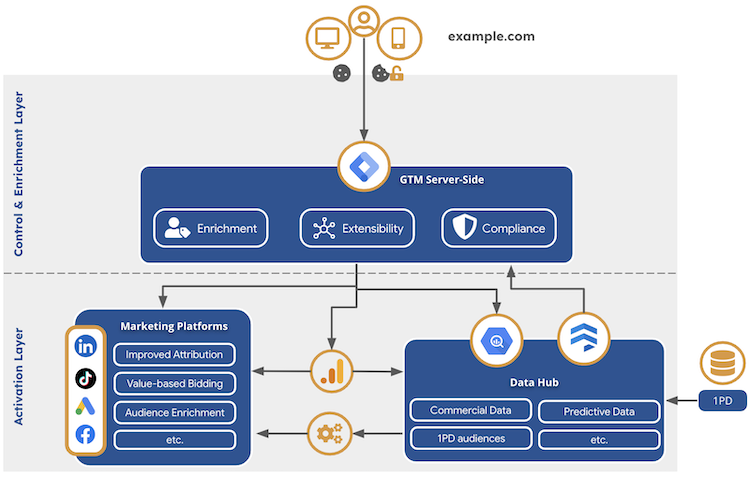 example.com
Control & Enrichment Layer
GTM Server-Side
Enrichment
Extensibility
Compliance
Activation Layer
Marketing Platforms
Improved Attribution
Value-based Bidding
Audience Enrichment
etc.
Data Hub
Commercial Data
Predictive Data
1PD audiences
etc.
1PD